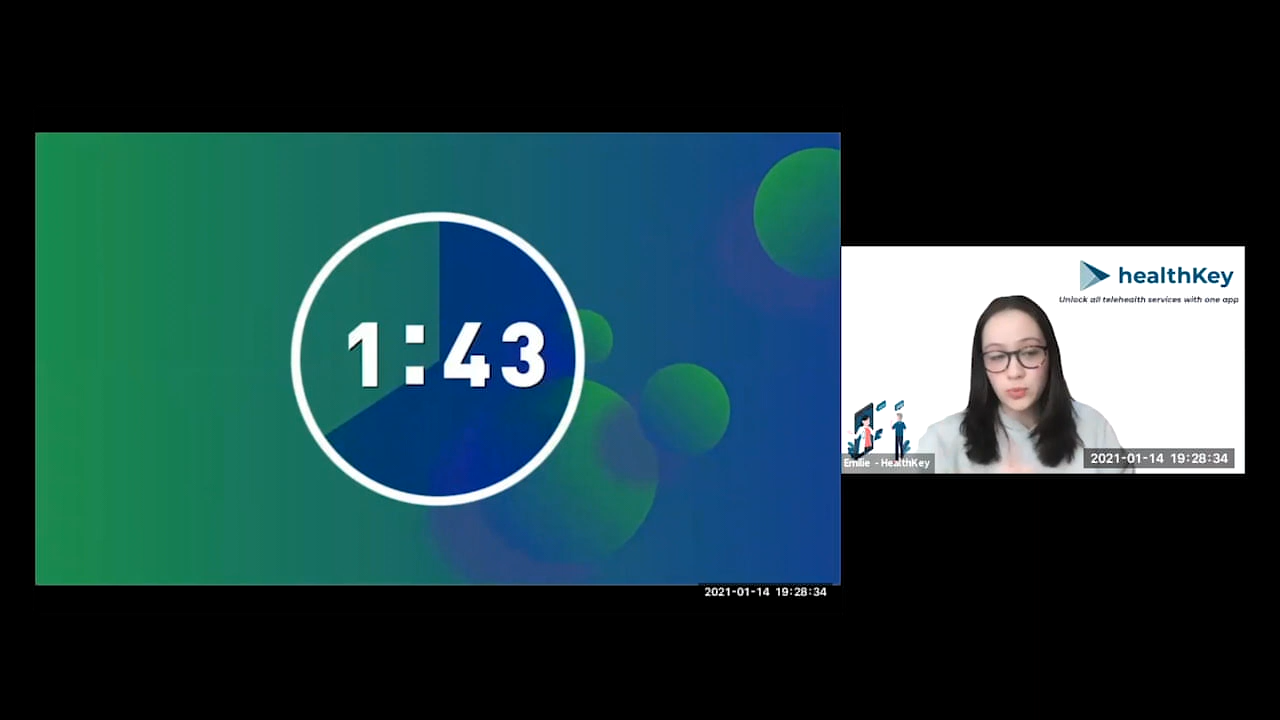 1:43
healthKey
Unlock all telehealth services with one app
Emilie - HealthKey
2021-01-14 19:28:34
2021-01-14 19:28:34